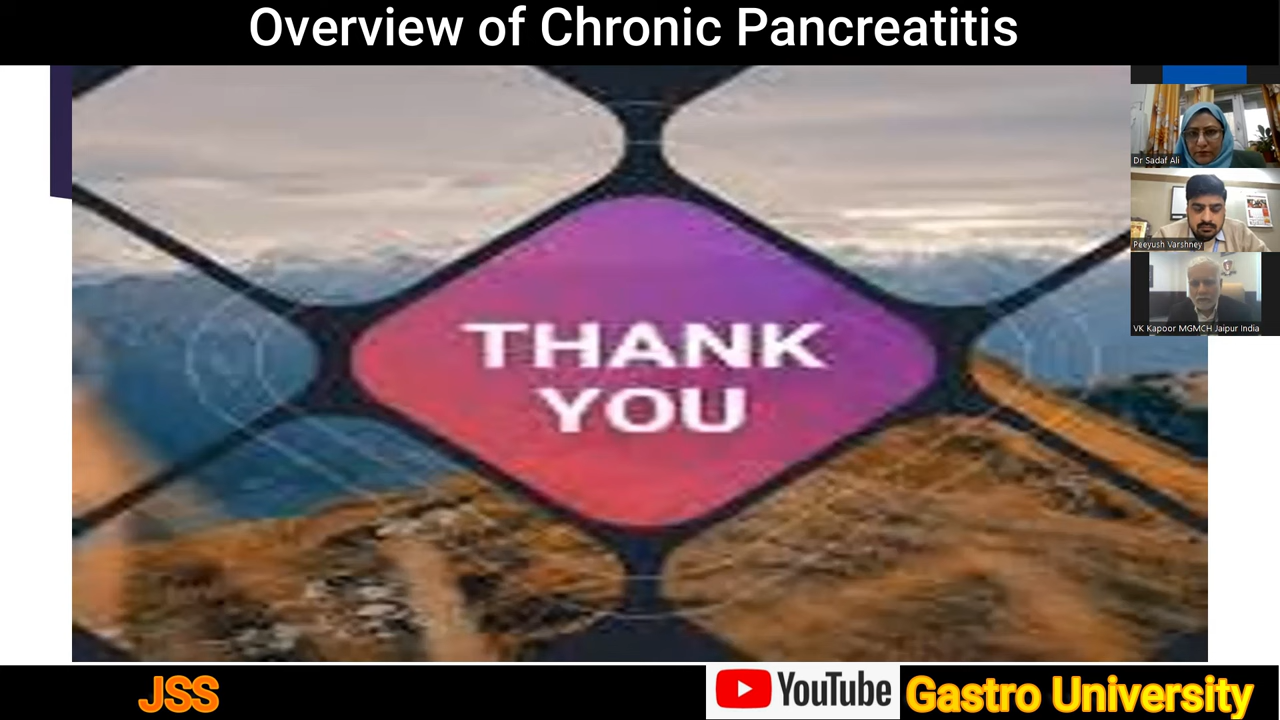 Overview of Chronic Pancreatitis
Dr Sadaf Ali
Peeyush Varshney
VK Kapoor MGMCH Jaipur India
THANK
YOU
JSS
YouTube
Gastro University